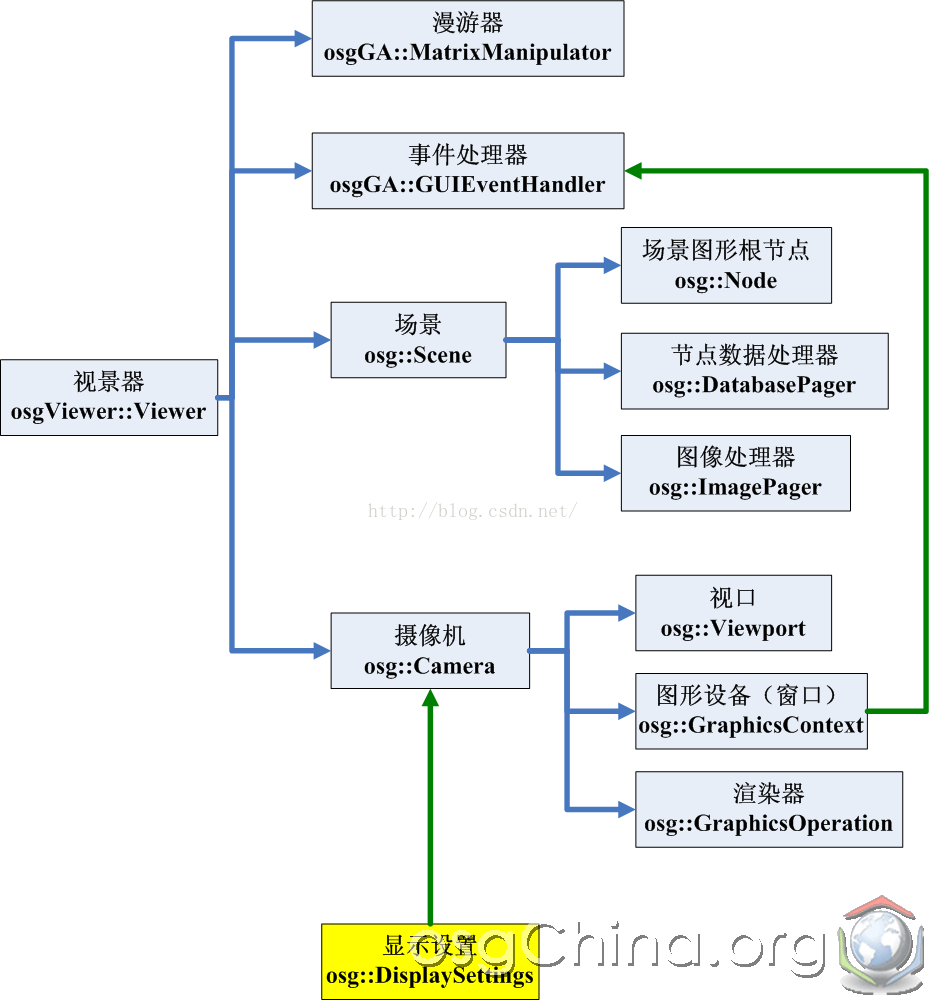 漫游器
osgGA::MatrixManipulator
事件处理器
osgGA::GUIEventHandler
场景图形根节点
osg::Node
场景
osg::Scene
节点数据处理器
osg::DatabasePager
视景器
osgViewer::Viewer
图像处理器
osg::ImagePager
http://blog.csdn.net/
视口
osg::Viewport
摄像机
osg::Camera
图形设备（窗口）
osg::GraphicsContext
渲染器
osg::GraphicsOperation
显示设置
osg::DisplaySettings
osgChina.org